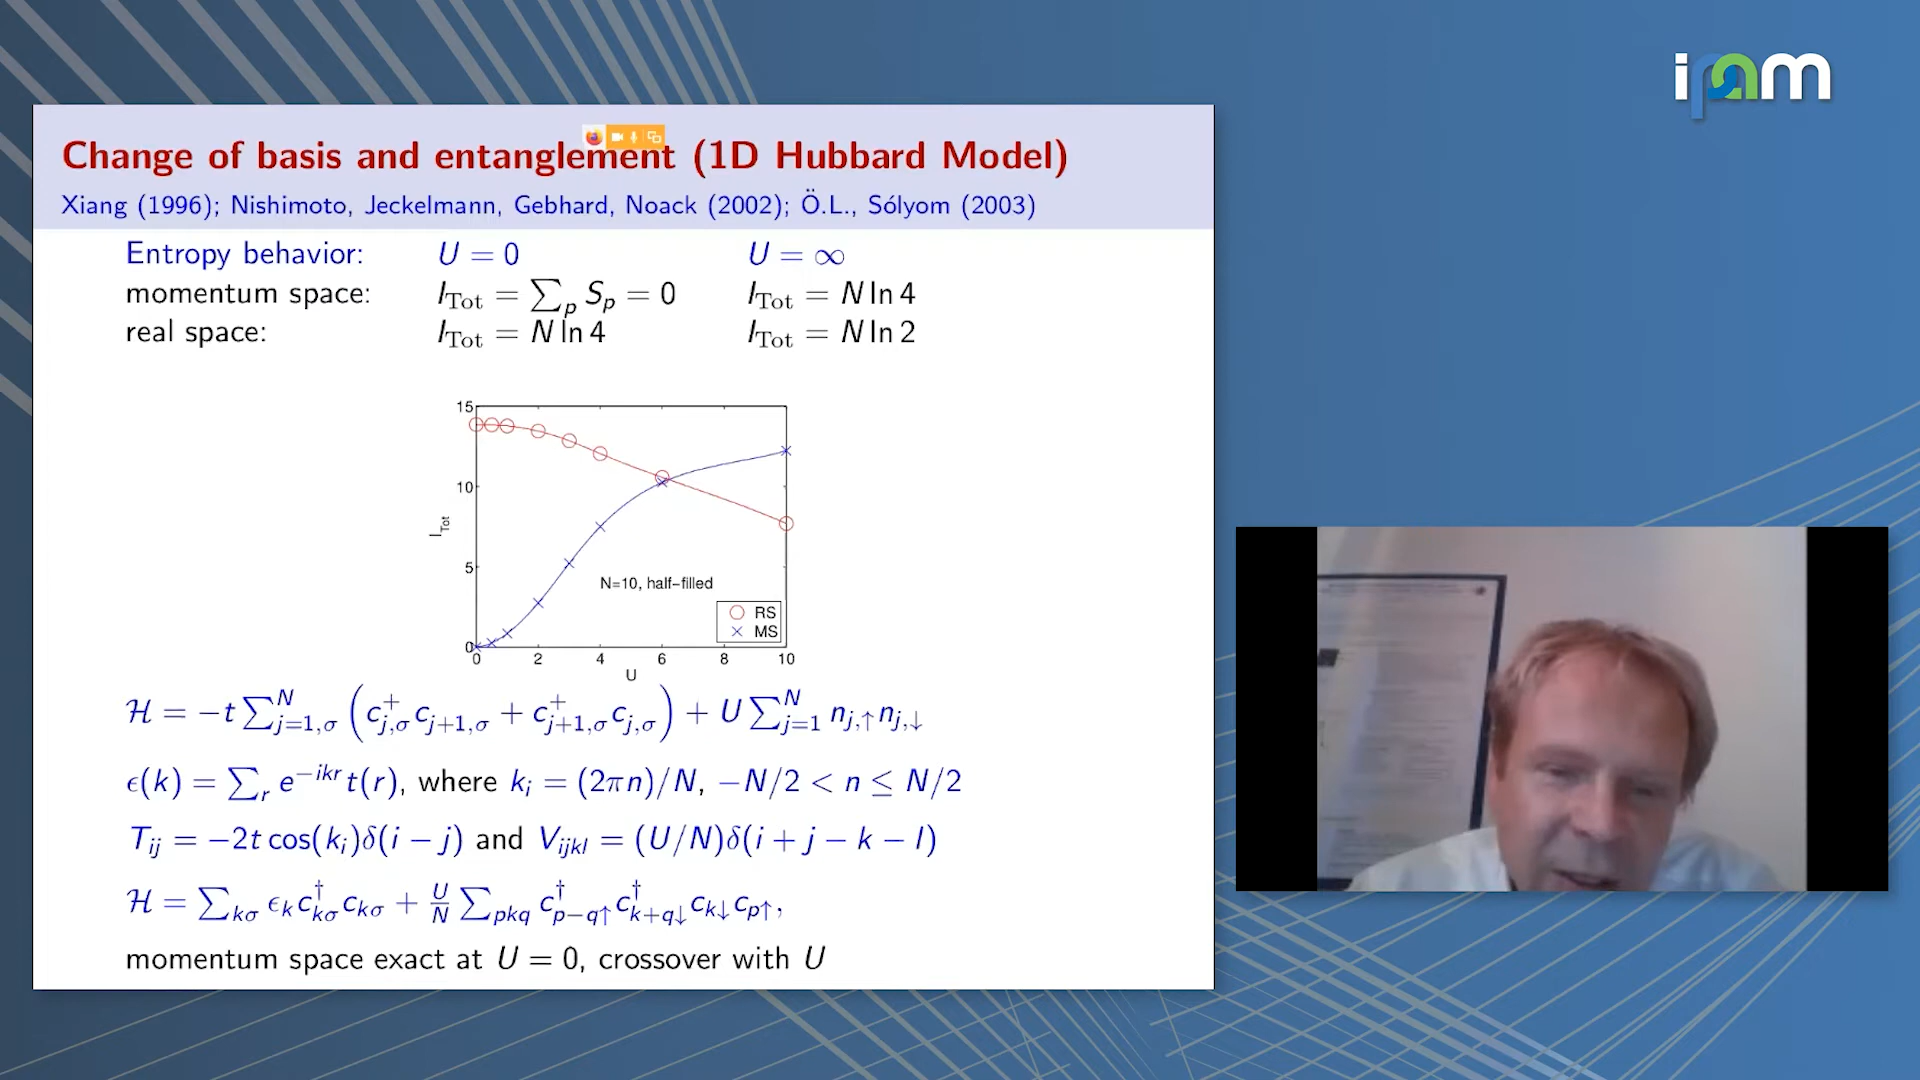 ipam
Change of basis and entanglement (1D Hubbard Model)
Xiang (1996); Nishimoto, Jeckelmann, Gebhard, Noack (2002); Ö.L., Sólyom (2003)
Entropy behavior: U = 0 U = ∞
momentum space: I_Tot = ∑_p S_p = 0 I_Tot = N ln 4
real space: I_Tot = N ln 4 I_Tot = N ln 2
15
10
5
0
I_Tot
N=10, half-filled
RS
MS
0 2 4 6 8 10
U
ℋ = −t ∑_{j=1,σ}^{N} (c^+_{j,σ} c_{j+1,σ} + c^+_{j+1,σ} c_{j,σ}) + U ∑_{j=1}^{N} n_{j,↑} n_{j,↓}
ϵ(k) = ∑_r e^{−ikr} t(r), where k_i = (2πn)/N, −N/2 < n ≤ N/2
T_{ij} = −2t cos(k_i)δ(i − j) and V_{ijkl} = (U/N)δ(i + j − k − l)
ℋ = ∑_{kσ} ϵ_k c^†_{kσ} c_{kσ} + U/N ∑_{pkq} c^†_{p−q↑} c^†_{k+q↓} c_{k↓} c_{p↑},
momentum space exact at U = 0, crossover with U